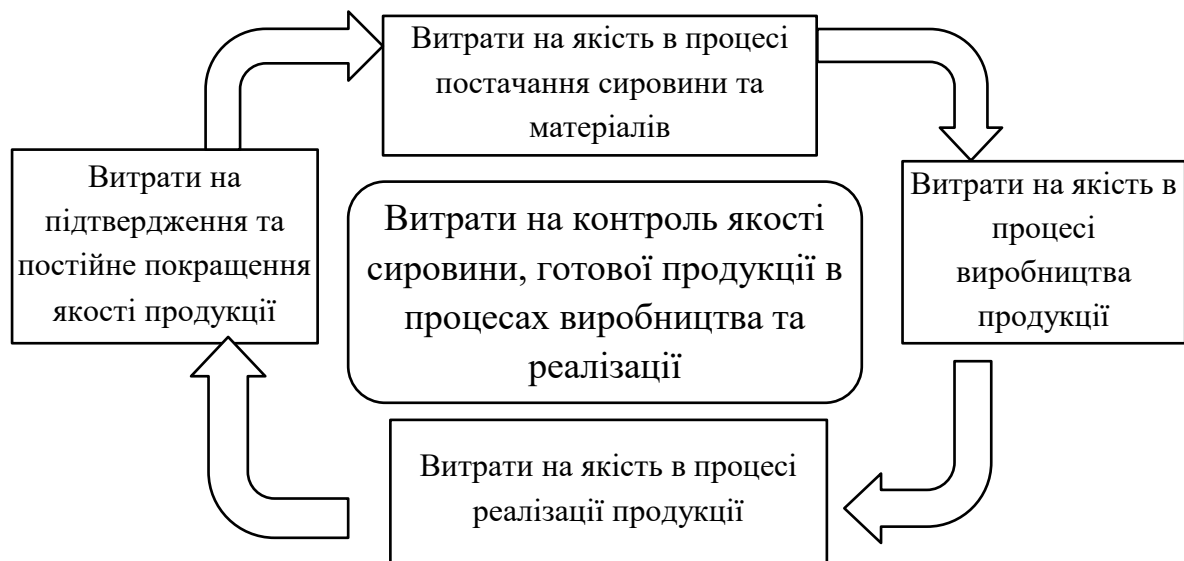 Витрати на якість в процесі
постачання сировини та
матеріалів
Витрати на
підтвердження та
постійне покращення
якості продукції
Витрати на контроль якості
сировини, готової продукції в
процесах виробництва та
реалізації
Витрати на якість в
процесі
виробництва
продукції
Витрати на якість в процесі
реалізації продукції